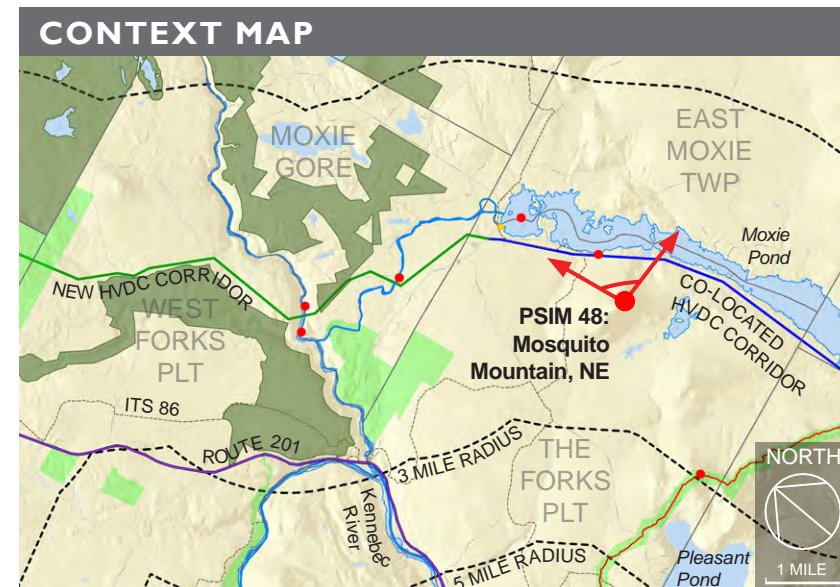 CONTEXT MAP
MOXIE
GORE
EAST
MOXIE
TWP
Moxie
Pond
NEW HVDC CORRIDOR
WEST
FORKS
PLT
CO-LOCATED
HVDC CORRIDOR
PSIM 48:
Mosquito
Mountain, NE
ITS 86
ROUTE 201
3 MILE RADIUS
THE
FORKS
PLT
Kennebec
River
5 MILE RADIUS
Pleasant
Pond
NORTH
1 MILE